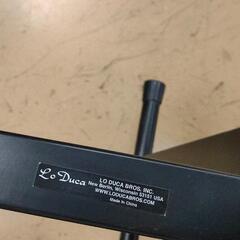 Lo Duca
LO DUCA BROS. INC.
New Berlin, Wisconsin 53151 USA
WWW.LODUCABROS.COM
Made in China